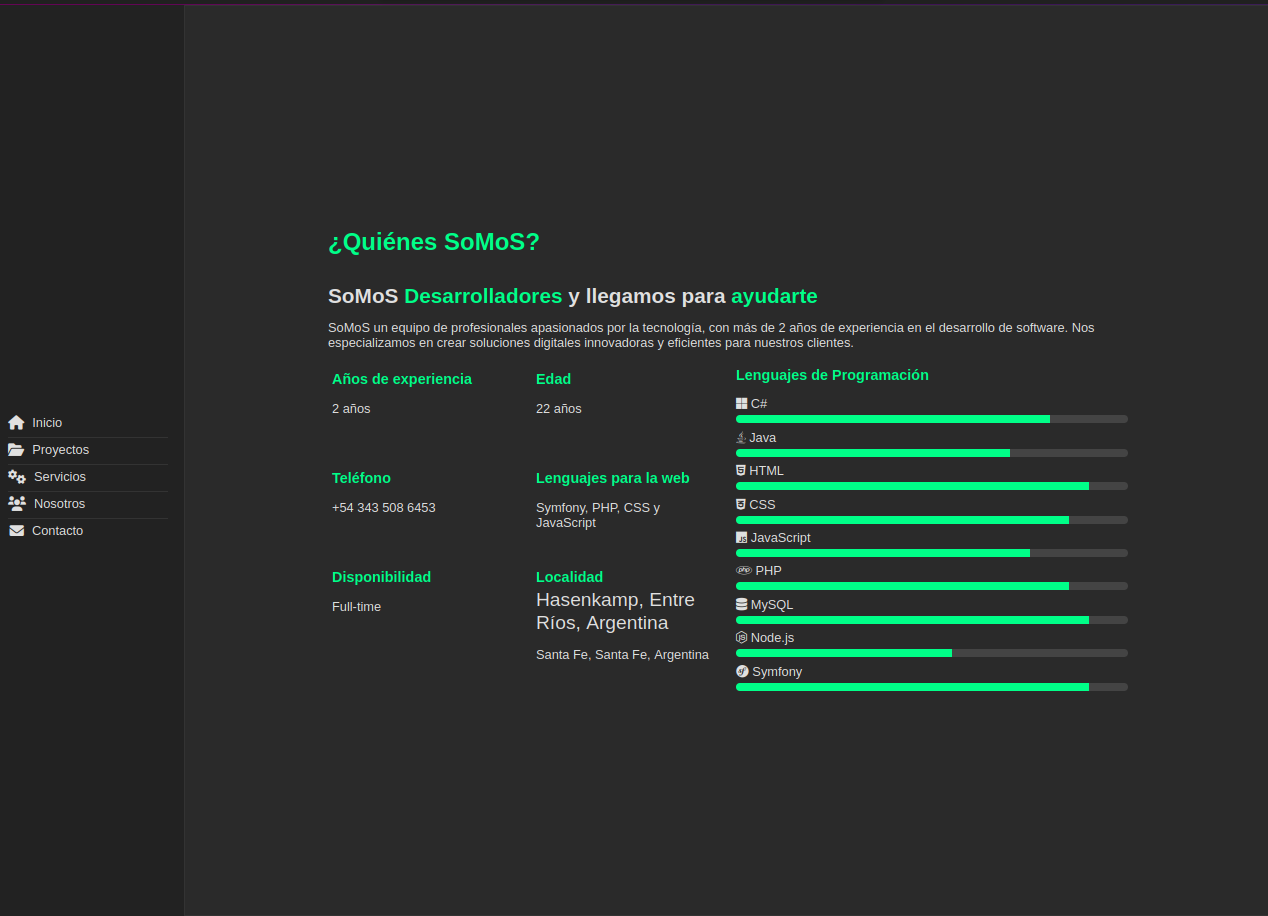 Inicio
Proyectos
Servicios
Nosotros
Contacto
¿Quiénes SoMoS?
SoMoS Desarrolladores y llegamos para ayudarte
SoMoS un equipo de profesionales apasionados por la tecnología, con más de 2 años de experiencia en el desarrollo de software. Nos
especializamos en crear soluciones digitales innovadoras y eficientes para nuestros clientes.
Años de experiencia
2 años
Edad
22 años
Teléfono
+54 343 508 6453
Lenguajes para la web
Symfony, PHP, CSS y
JavaScript
Disponibilidad
Full-time
Localidad
Hasenkamp, Entre
Ríos, Argentina
Santa Fe, Santa Fe, Argentina
Lenguajes de Programación
C#
Java
HTML
CSS
JavaScript
PHP
MySQL
Node.js
Symfony